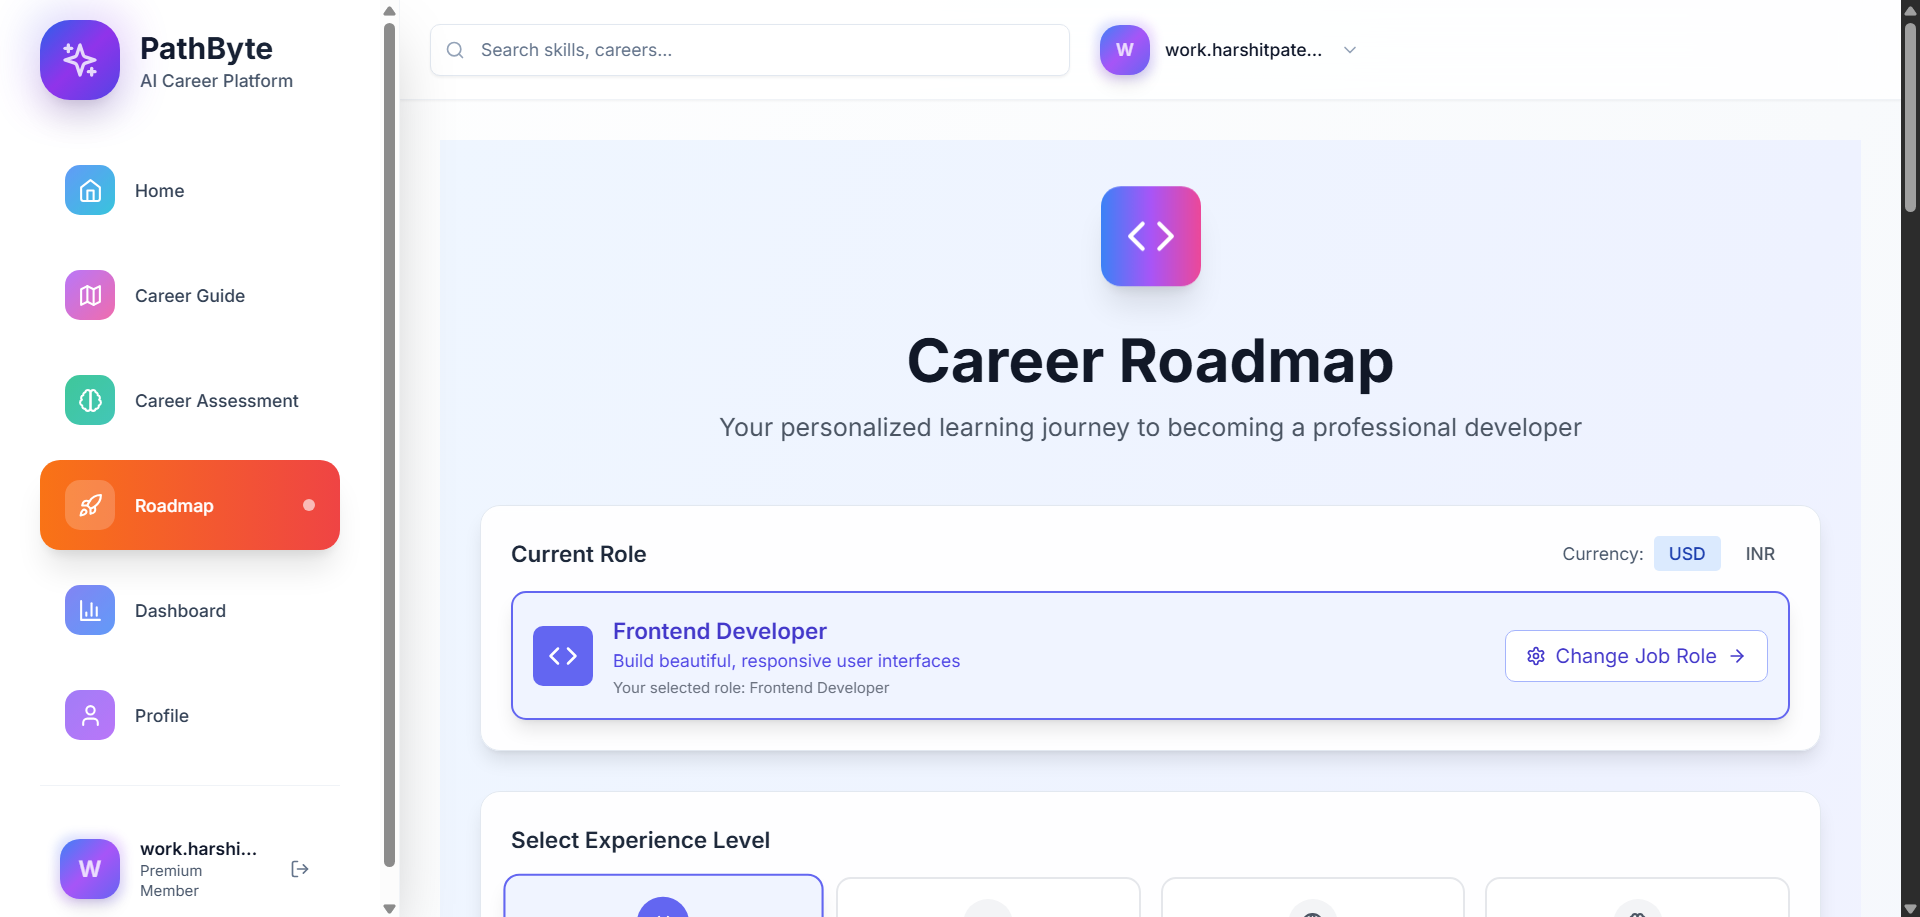 PathByte
AI Career Platform
Home
Career Guide
Career Assessment
Roadmap
Dashboard
Profile
W
work.harshi...
Premium
Member
Search skills, careers...
W
work.harshitpate...
Career Roadmap
Your personalized learning journey to becoming a professional developer
Current Role
Currency: USD INR
Frontend Developer
Build beautiful, responsive user interfaces
Your selected role: Frontend Developer
Change Job Role
Select Experience Level